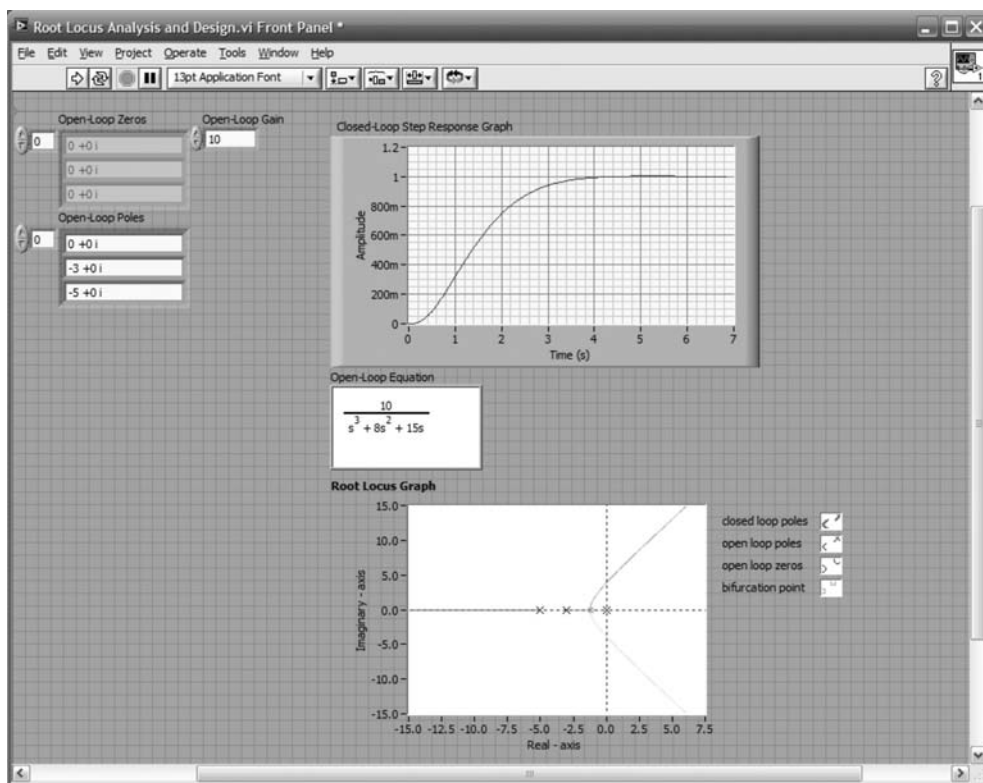 Root Locus Analysis and Design.vi Front Panel *
File Edit View Project Operate Tools Window Help
13pt Application Font
1
Open-Loop Zeros
0
0 +0 i
0 +0 i
0 +0 i
Open-Loop Gain
10
Open-Loop Poles
0
0 +0 i
-3 +0 i
-5 +0 i
Closed-Loop Step Response Graph
Amplitude
1.2
1
800m
600m
400m
200m
0
0 1 2 3 4 5 6 7
Time (s)
Open-Loop Equation
10
s^3 + 8s^2 + 15s
Root Locus Graph
Imaginary - axis
15.0
10.0
5.0
0.0
-5.0
-10.0
-15.0
-15.0 -12.5 -10.0 -7.5 -5.0 -2.5 0.0 2.5 5.0 7.5
Real - axis
closed loop poles
open loop poles
open loop zeros
bifurcation point